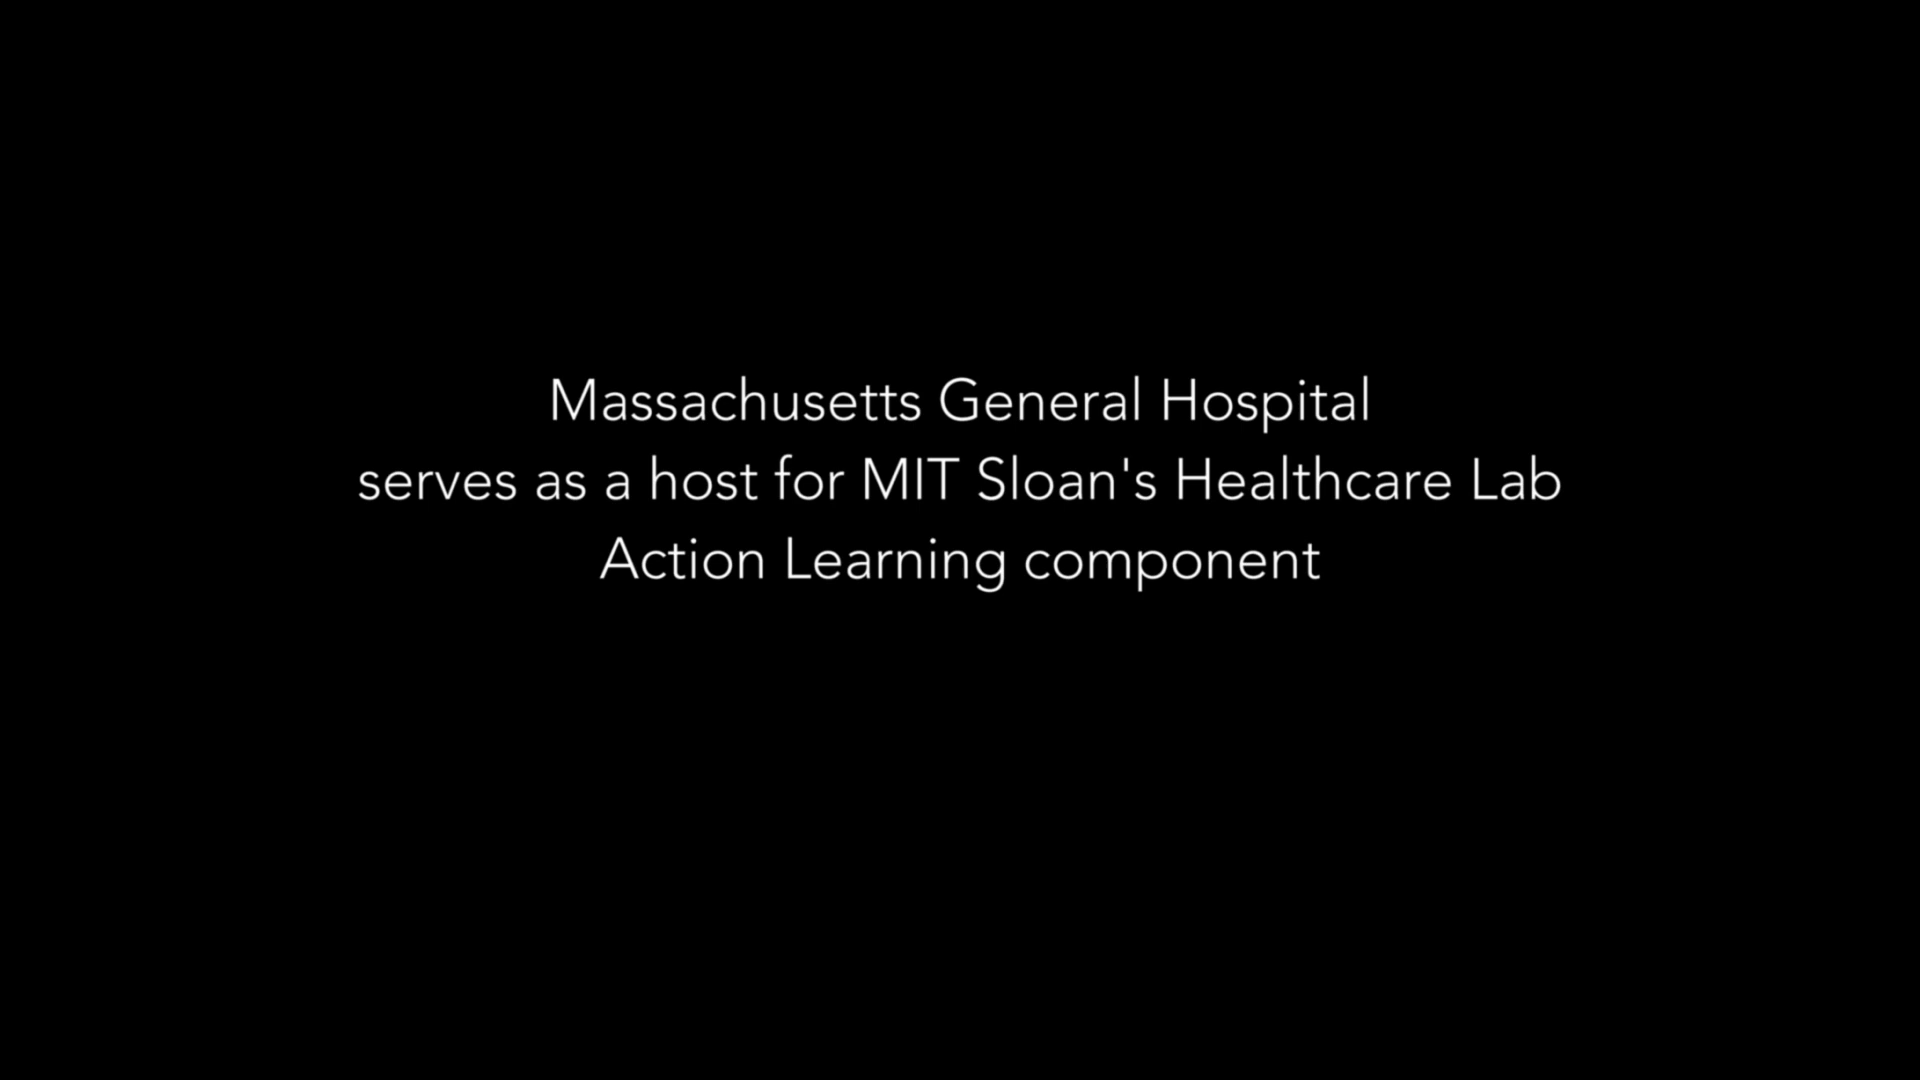 Massachusetts General Hospital
serves as a host for MIT Sloan's Healthcare Lab
Action Learning component